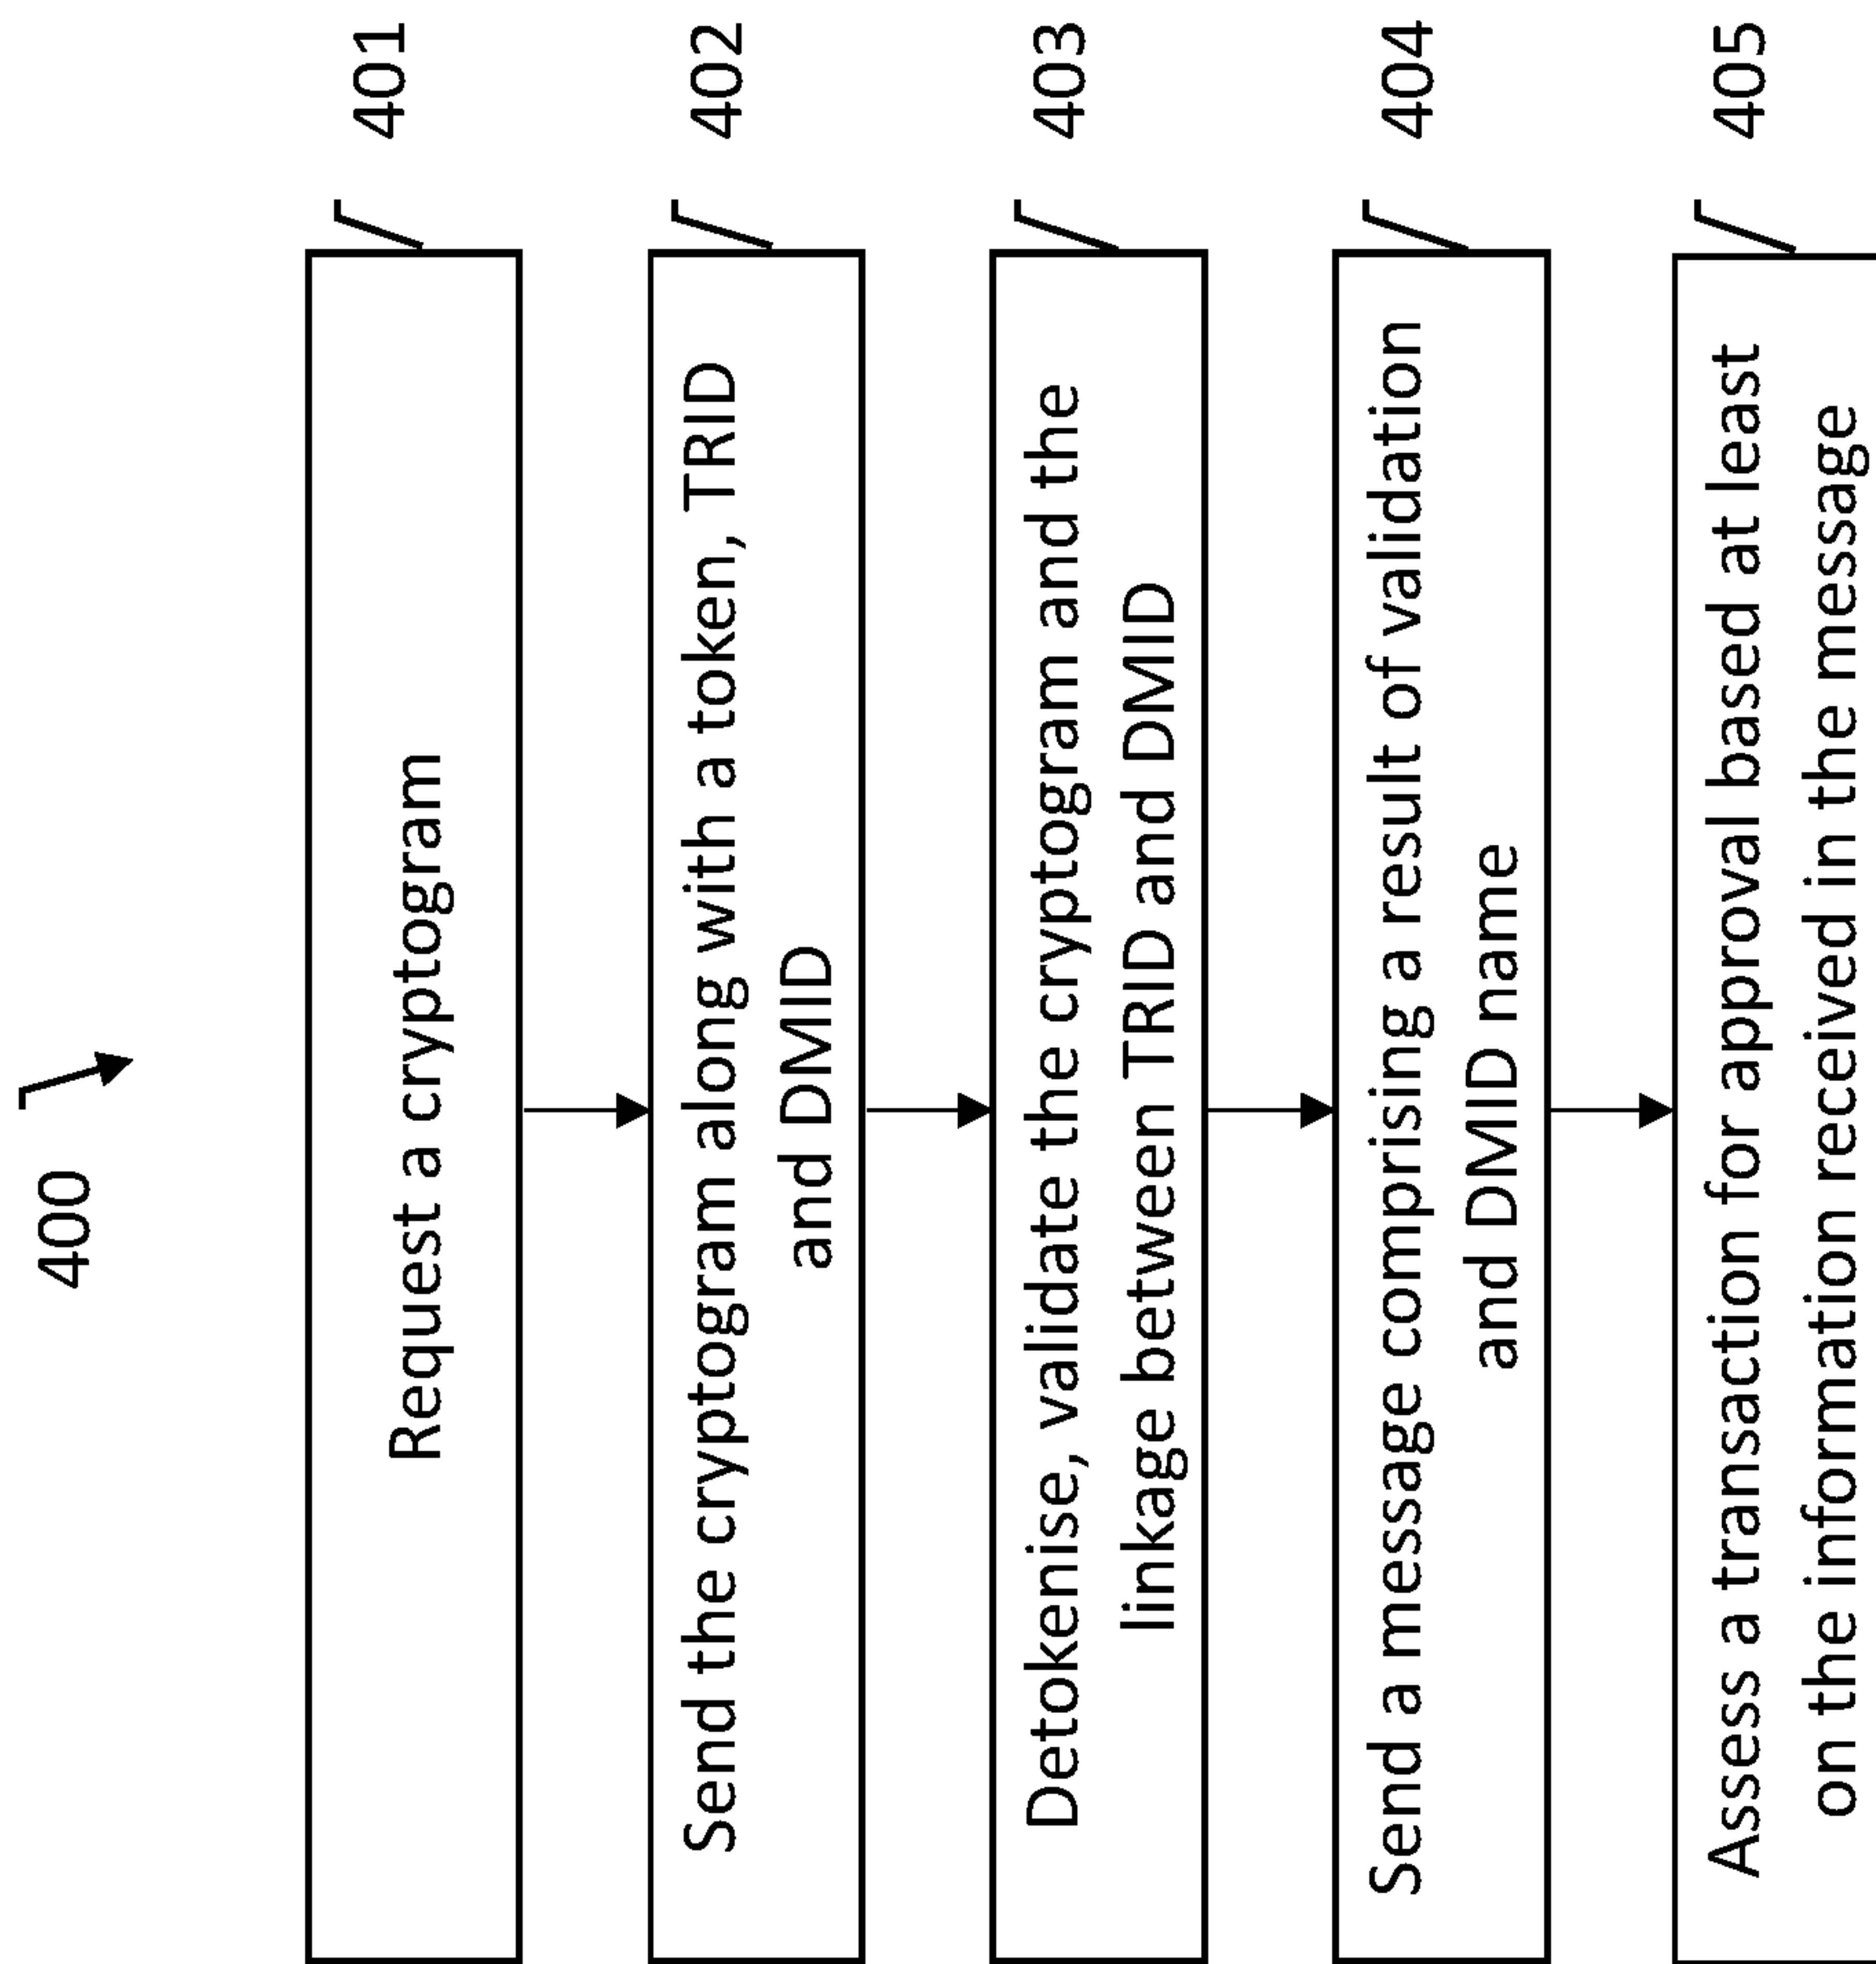 400
Request a cryptogram
401
Send the cryptogram along with a token, TRID
and DMID
402
Detokenise, validate the cryptogram and the
linkage between TRID and DMID
403
Send a message comprising a result of validation
and DMID name
404
Assess a transaction for approval based at least
on the information received in the message
405